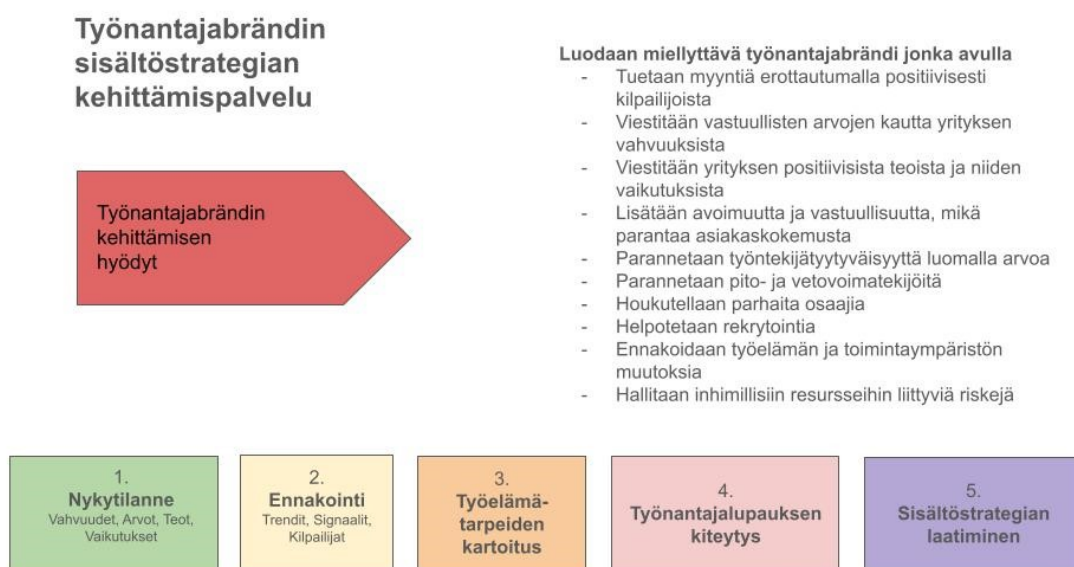 Työnantajabrändin
sisältöstrategian
kehittämispalvelu
Luodaan miellyttävä työnantajabrändi jonka avulla
- Tuetaan myyntiä erottautumalla positiivisesti
kilpailijoista
- Viestitään vastuullisten arvojen kautta yrityksen
vahvuuksista
- Viestitään yrityksen positiivisista teoista ja niiden
vaikutuksista
- Lisätään avoimuutta ja vastuullisuutta, mikä
parantaa asiakaskokemusta
- Parannetaan työntekijätyytyväisyyttä luomalla arvoa
- Parannetaan pito- ja vetovoimatekijöitä
- Houkutellaan parhaita osaajia
- Helpotetaan rekrytointia
- Ennakoidaan työelämän ja toimintaympäristön
muutoksia
- Hallitaan inhimillisiin resursseihin liittyviä riskejä
Työnantajabrändin
kehittämisen
hyödyt
1.
Nykytilanne
Vahvuudet, Arvot, Teot,
Vaikutukset
2.
Ennakointi
Trendit, Signaalit,
Kilpailijat
3.
Työelämä-
tarpeiden
kartoitus
4.
Työnantajalupauksen
kiteytys
5.
Sisältöstrategian
laatiminen